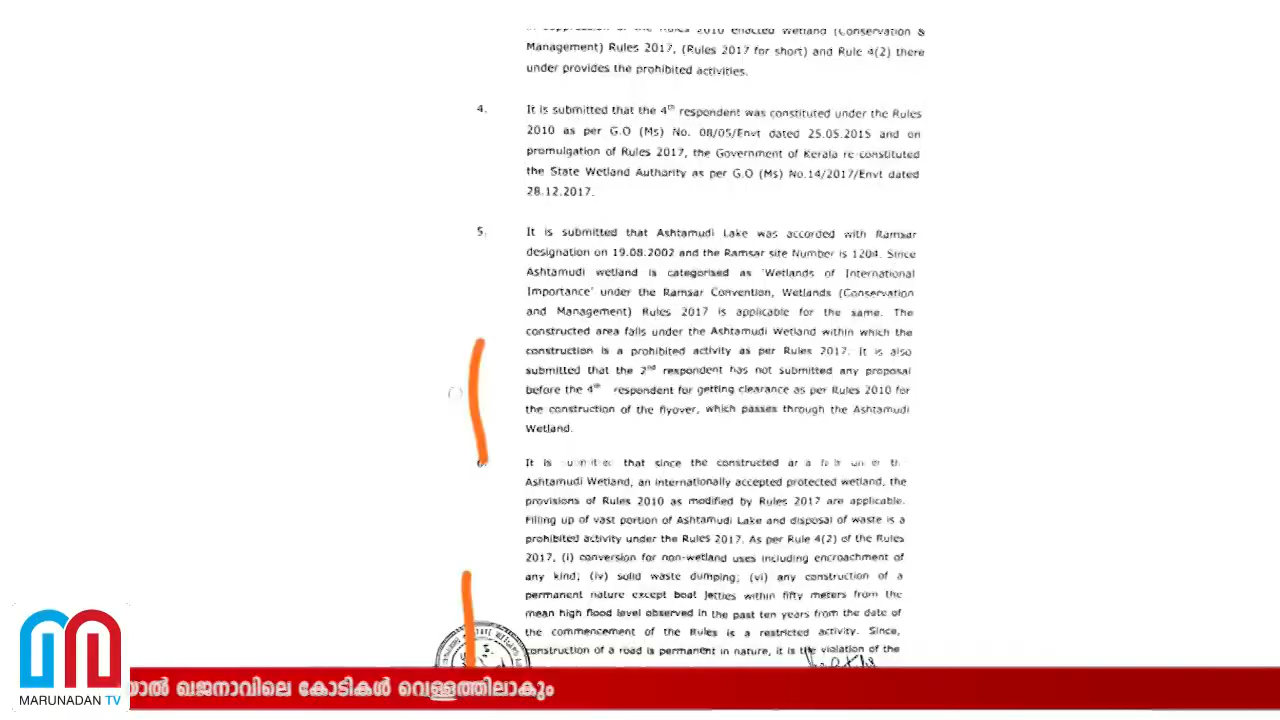 in suppression of the Rules 2010 enacted Wetland (Conservation &
Management) Rules 2017, (Rules 2017 for short) and Rule 4(2) there
under provides the prohibited activities.
4. It is submitted that the 4th respondent was constituted under the Rules
2010 as per G.O (Ms) No. 08/05/Envt dated 25.05.2015 and on
promulgation of Rules 2017, the Government of Kerala re-constituted
the State Wetland Authority as per G.O (Ms) No.14/2017/Envt dated
28.12.2017.
5. It is submitted that Ashtamudi Lake was accorded with Ramsar
designation on 19.08.2002 and the Ramsar site Number is 1204. Since
Ashtamudi wetland is categorised as 'Wetlands of International
Importance' under the Ramsar Convention, Wetlands (Conservation
and Management) Rules 2017 is applicable for the same. The
constructed area falls under the Ashtamudi Wetland within which the
construction is a prohibited activity as per Rules 2017. It is also
submitted that the 2nd respondent has not submitted any proposal
before the 4th respondent for getting clearance as per Rules 2010 for
the construction of the flyover, which passes through the Ashtamudi
Wetland.
6. It is submitted that since the constructed area falls under the
Ashtamudi Wetland, an internationally accepted protected wetland, the
provisions of Rules 2010 as modified by Rules 2017 are applicable.
Filling up of vast portion of Ashtamudi Lake and disposal of waste is a
prohibited activity under the Rules 2017. As per Rule 4(2) of the Rules
2017, (i) conversion for non-wetland uses including encroachment of
any kind; (iv) solid waste dumping; (vi) any construction of a
permanent nature except boat jetties within fifty meters from the
mean high flood level observed in the past ten years from the date of
the commencement of the Rules is a restricted activity. Since,
construction of a road is permanent in nature, it is the violation of the
MARUNADAN TV
ഖജനാവിലെ കോടികൾ വെള്ളത്തിലാകും